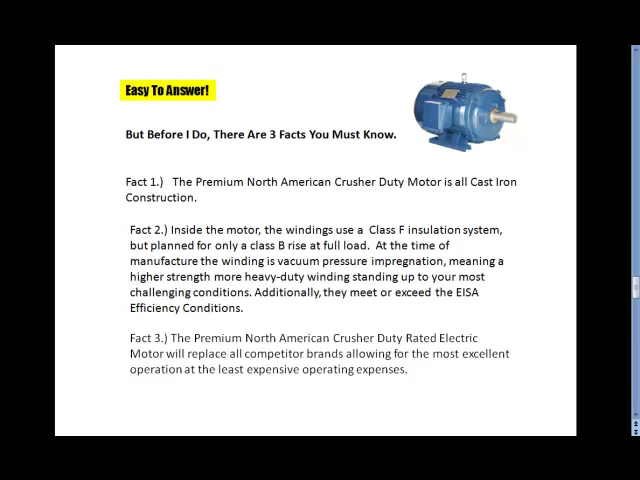 Easy To Answer!
But Before I Do, There Are 3 Facts You Must Know.
Fact 1.)   The Premium North American Crusher Duty Motor is all Cast Iron
Construction.
Fact 2.) Inside the motor, the windings use a  Class F insulation system,
but planned for only a class B rise at full load.  At the time of
manufacture the winding is vacuum pressure impregnation, meaning a
higher strength more heavy-duty winding standing up to your most
challenging conditions. Additionally, they meet or exceed the EISA
Efficiency Conditions.
Fact 3.) The Premium North American Crusher Duty Rated Electric
Motor will replace all competitor brands allowing for the most excellent
operation at the least expensive operating expenses.